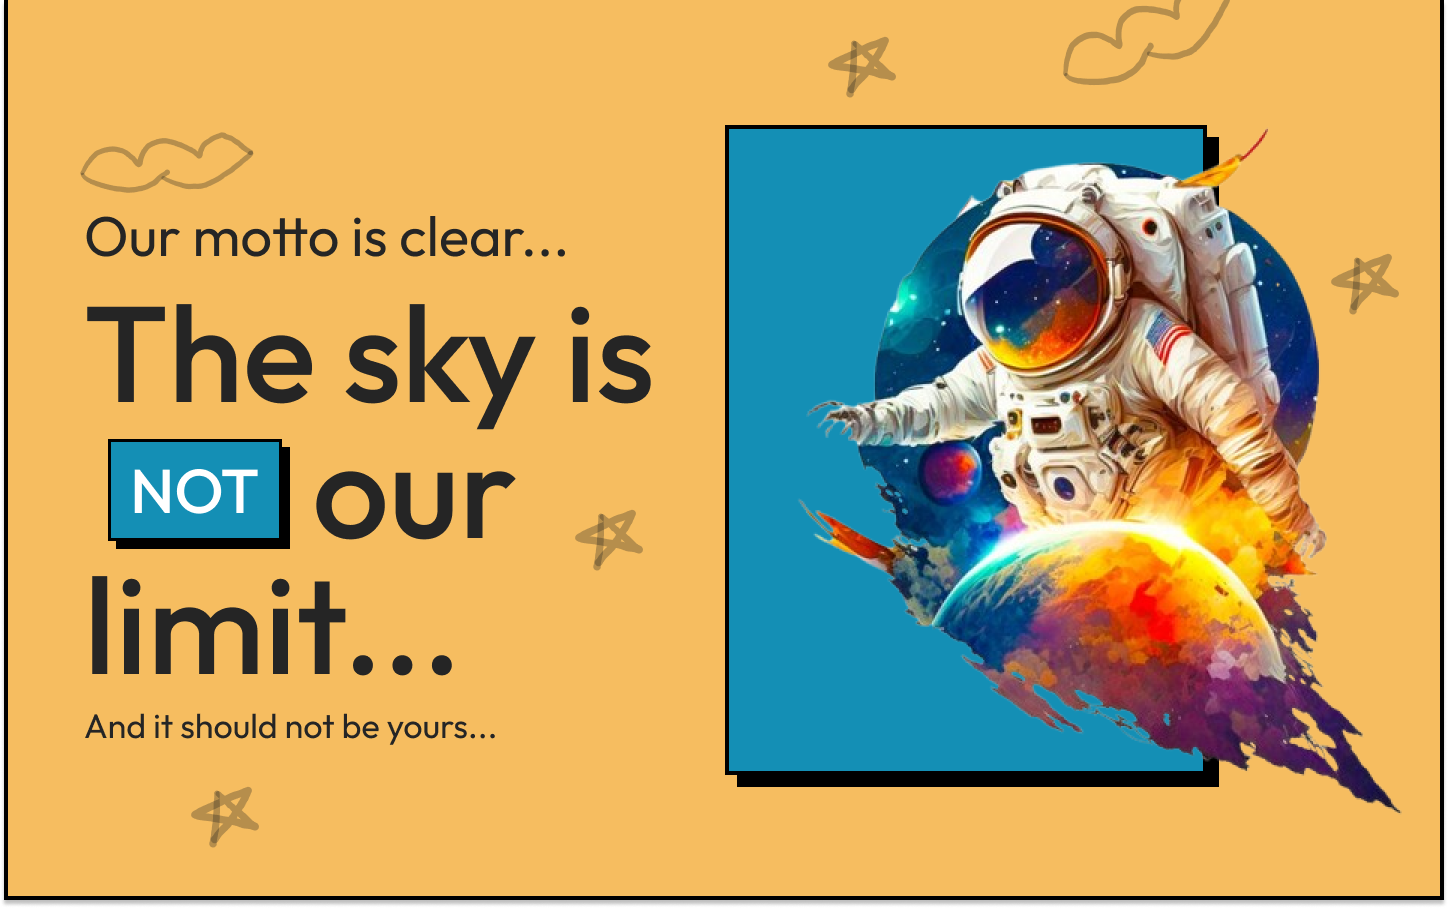 Our motto is clear...
The sky is
NOT our
limit...
And it should not be yours...